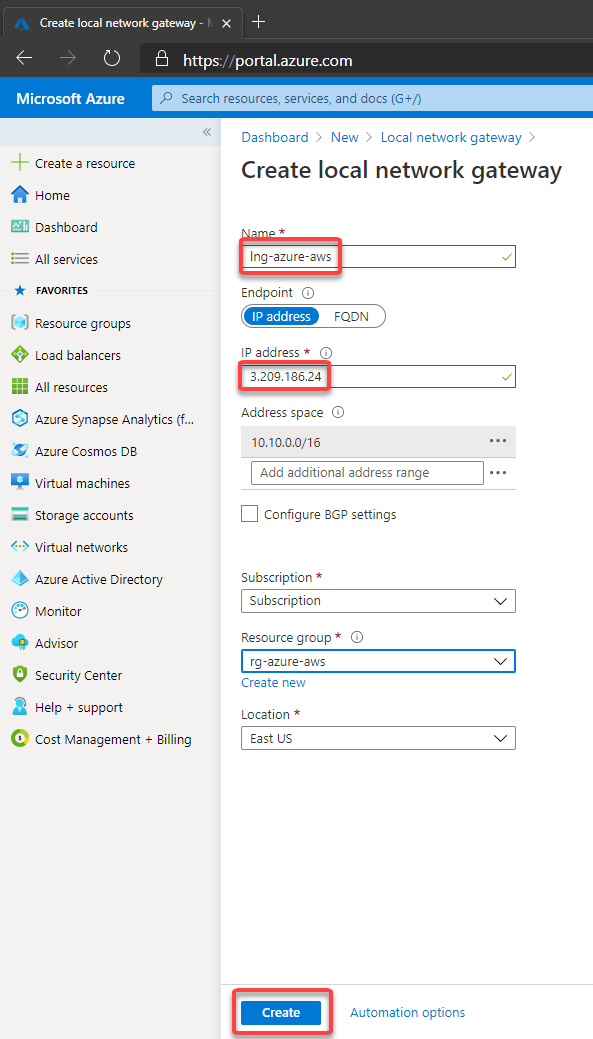 Create local network gateway - M
https://portal.azure.com
Microsoft Azure
Search resources, services, and docs (G+/)
«
Create a resource
Home
Dashboard
All services
FAVORITES
Resource groups
Load balancers
All resources
Azure Synapse Analytics (f...
Azure Cosmos DB
Virtual machines
Storage accounts
Virtual networks
Azure Active Directory
Monitor
Advisor
Security Center
Help + support
Cost Management + Billing
Dashboard > New > Local network gateway >
Create local network gateway
Name *
lng-azure-aws
Endpoint
IP address FQDN
IP address *
3.209.186.24
Address space
10.10.0.0/16
Add additional address range
Configure BGP settings
Subscription *
Subscription
Resource group *
rg-azure-aws
Create new
Location *
East US
Create Automation options